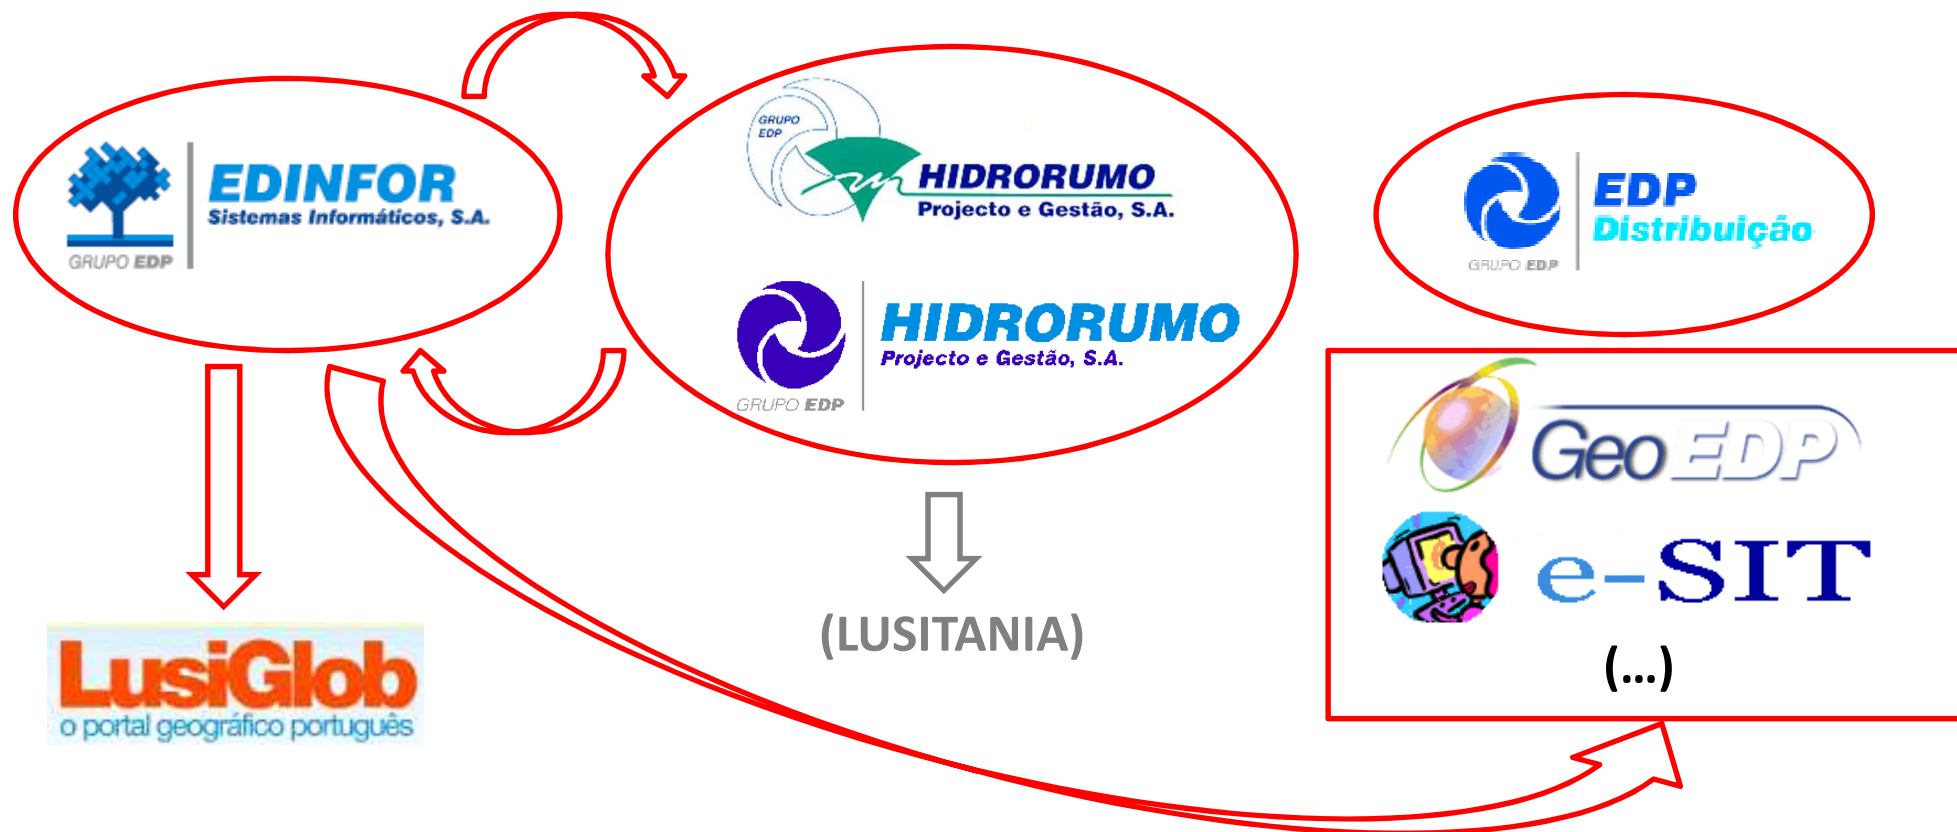 EDINFOR
Sistemas Informáticos, S.A.
GRUPO EDP
GRUPO
EDP
HIDRORUMO
Projecto e Gestão, S.A.
HIDRORUMO
Projecto e Gestão, S.A.
GRUPO EDP
EDP
Distribuição
GRUPO EDP
GeoEDP
e-SIT
(...)
(LUSITANIA)
LusiGlob
o portal geográfico português